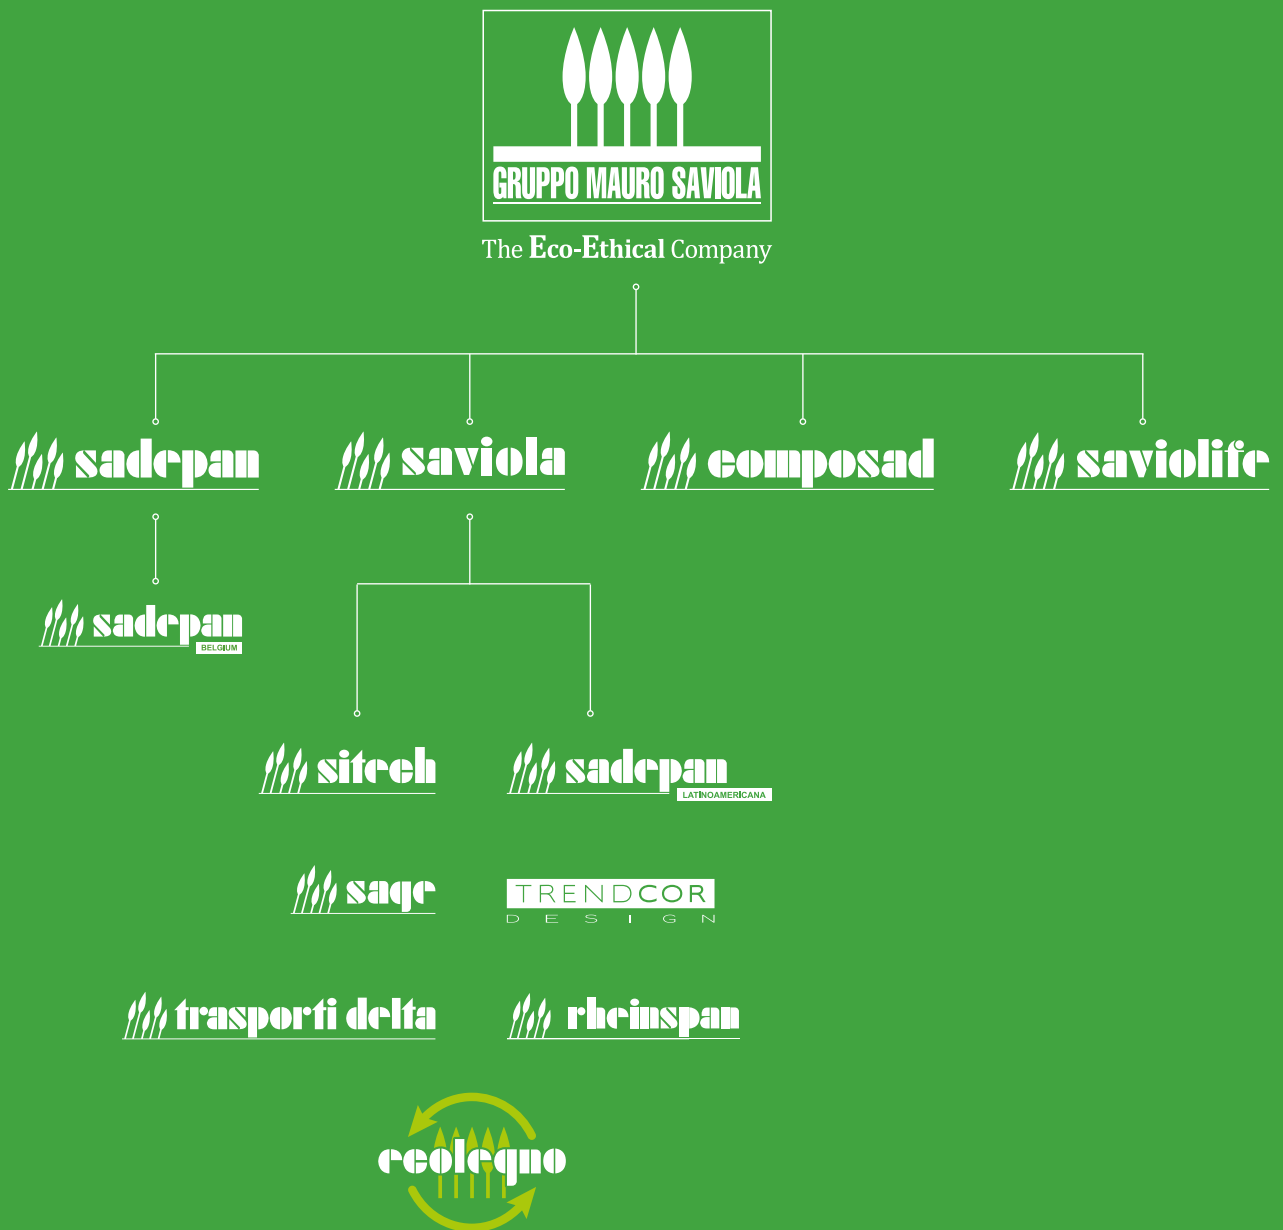 GRUPPO MAURO SAVIOLA
The Eco-Ethical Company
sadepan
saviola
composad
saviolife
sadepan
BELGIUM
sitech
sadepan
LATINOAMERICANA
sage
TRENDCOR
DESIGN
trasporti delta
rheinspan
ecolegno